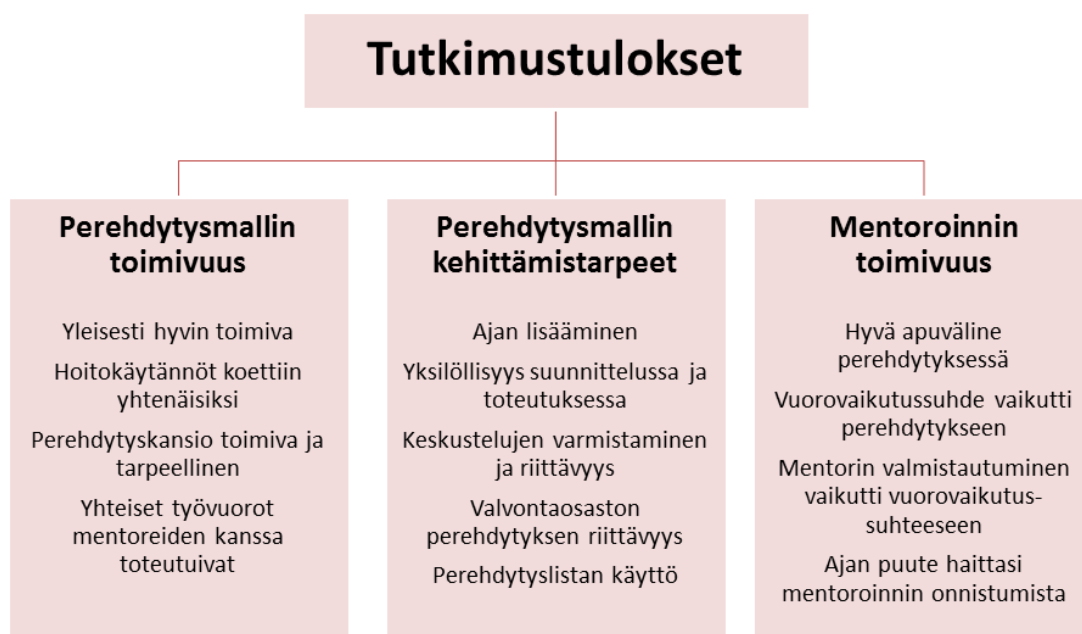 Tutkimustulokset
Perehdytysmallin
toimivuus
Yleisesti hyvin toimiva
Hoitokäytännöt koettiin
yhtenäisiksi
Perehdytyskansio toimiva ja
tarpeellinen
Yhteiset työvuorot
mentoreiden kanssa
toteutuivat
Perehdytysmallin
kehittämistarpeet
Ajan lisääminen
Yksilöllisyys suunnittelussa ja
toteutuksessa
Keskustelujen varmistaminen
ja riittävyys
Valvontaosaston
perehdytyksen riittävyys
Perehdytyslistan käyttö
Mentoroinnin
toimivuus
Hyvä apuväline
perehdytyksessä
Vuorovaikutussuhde vaikutti
perehdytykseen
Mentorin valmistautuminen
vaikutti vuorovaikutus-
suhteeseen
Ajan puute haittasi
mentoroinnin onnistumista